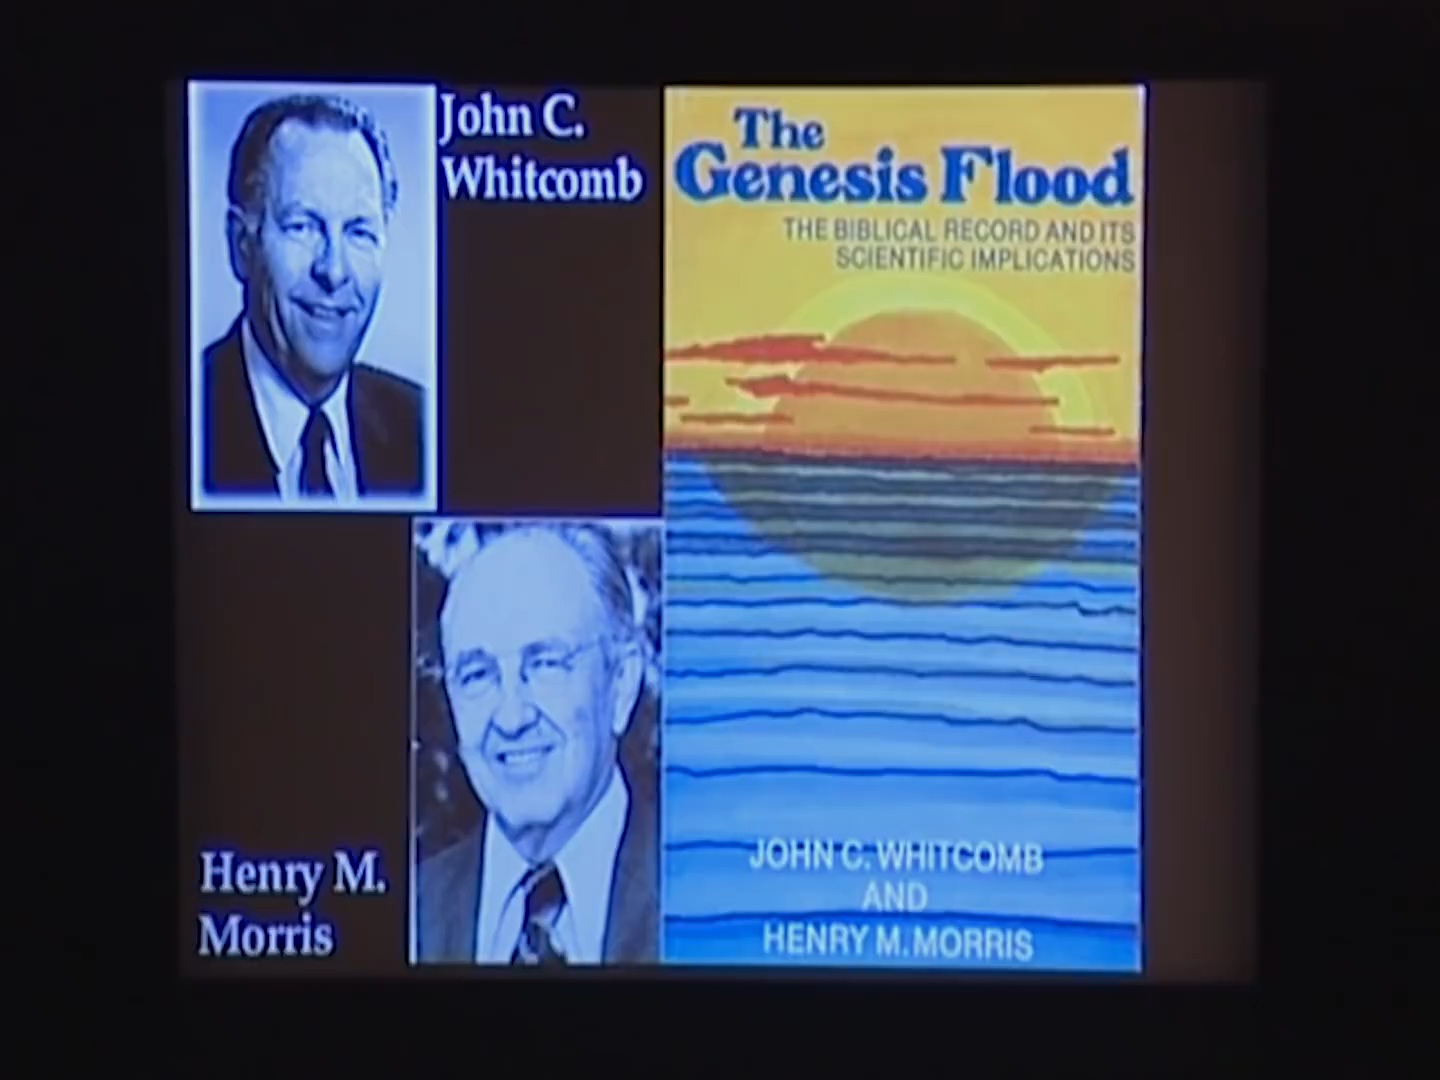 John C.
Whitcomb
The
Genesis Flood
THE BIBLICAL RECORD AND ITS
SCIENTIFIC IMPLICATIONS
JOHN C. WHITCOMB
AND
HENRY M. MORRIS
Henry M.
Morris